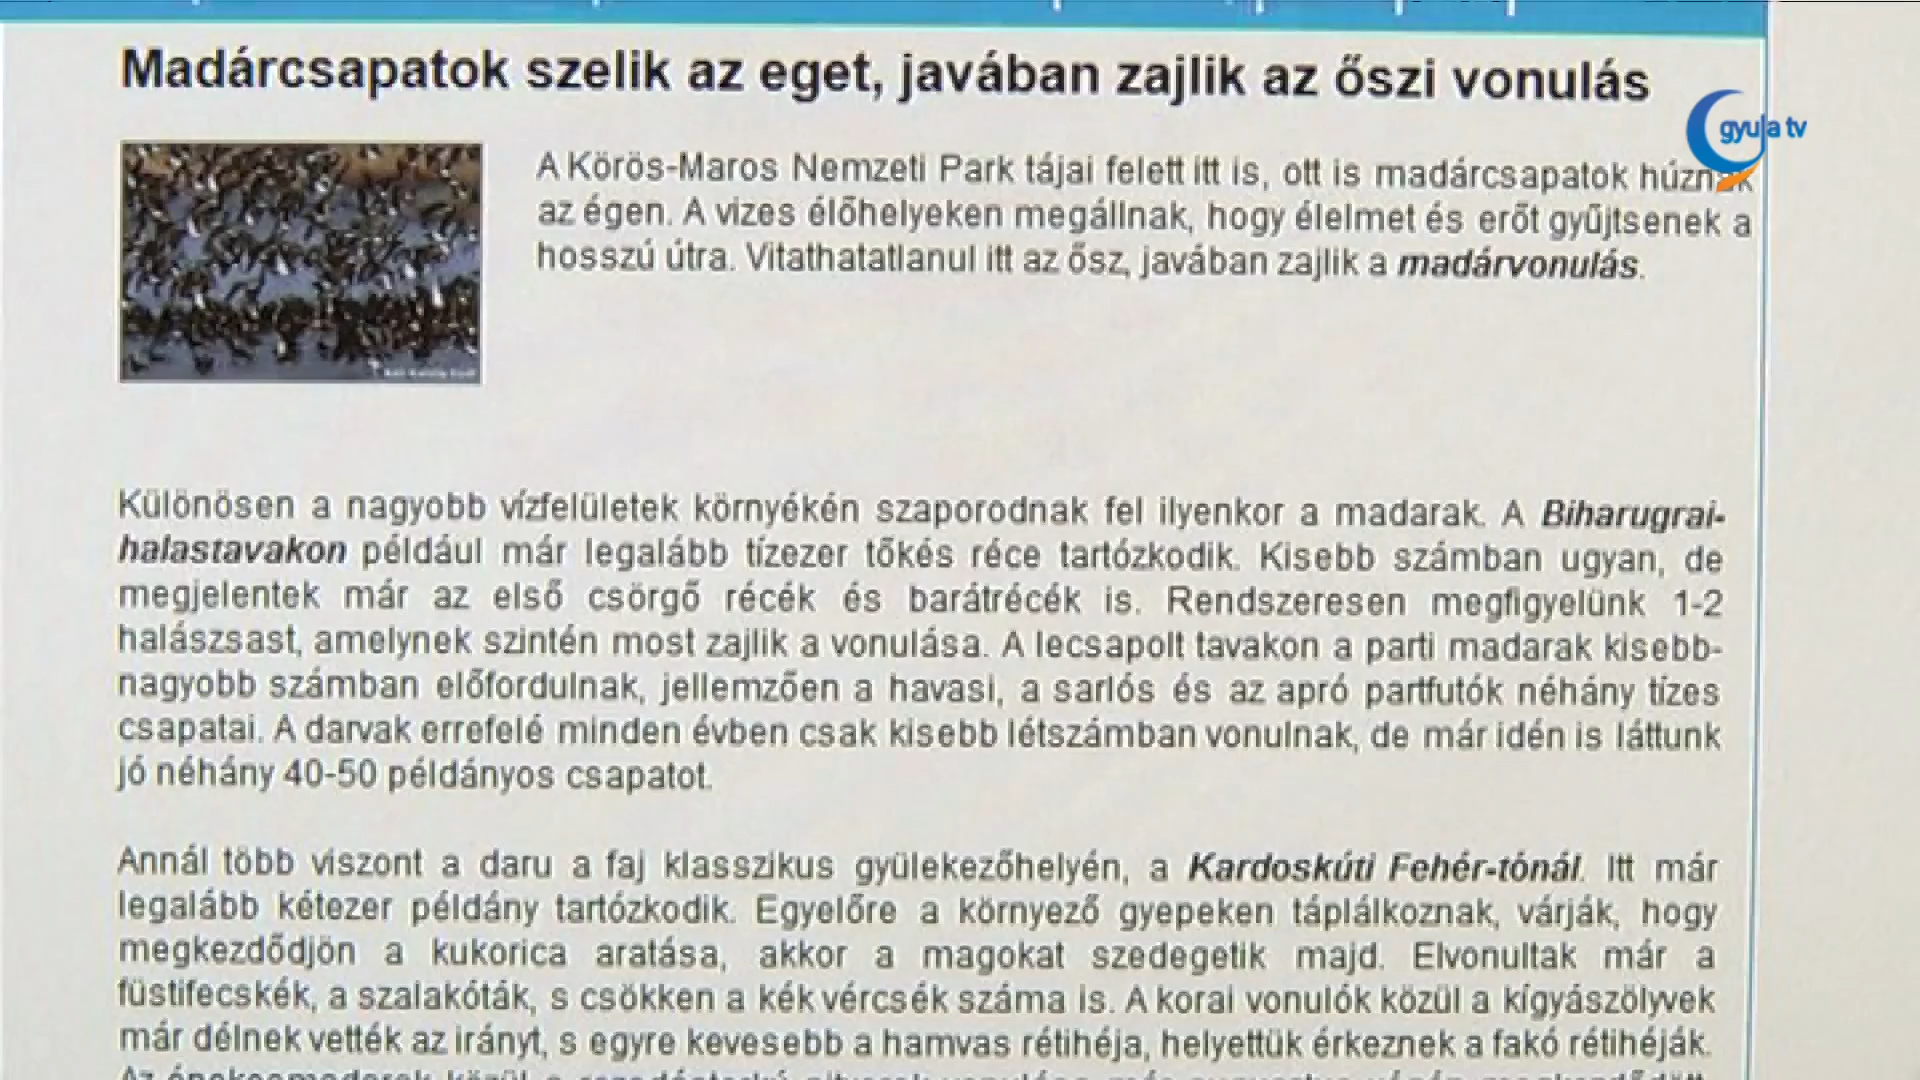 Madárcsapatok szelik az eget, javában zajlik az őszi vonulás
gyula tv
A Körös-Maros Nemzeti Park tájai felett itt is, ott is madárcsapatok húznak
az égen. A vizes élőhelyeken megállnak, hogy élelmet és erőt gyűjtsenek a
hosszú útra. Vitathatatlanul itt az ősz, javában zajlik a madárvonulás.
Különösen a nagyobb vízfelületek környékén szaporodnak fel ilyenkor a madarak. A Biharugrai-
halastavakon például már legalább tízezer tőkés réce tartózkodik. Kisebb számban ugyan, de
megjelentek már az első csörgő récék és barátrécék is. Rendszeresen megfigyelünk 1-2
halászsast, amelynek szintén most zajlik a vonulása. A lecsapolt tavakon a parti madarak kisebb-
nagyobb számban előfordulnak, jellemzően a havasi, a sarlós és az apró partfutók néhány tízes
csapatai. A darvak errefelé minden évben csak kisebb létszámban vonulnak, de már idén is láttunk
jó néhány 40-50 példányos csapatot.
Annál több viszont a daru a faj klasszikus gyülekezőhelyén, a Kardoskúti Fehér-tónál. Itt már
legalább kétezer példány tartózkodik. Egyelőre a környező gyepeken táplálkoznak, várják, hogy
megkezdődjön a kukorica aratása, akkor a magokat szedegetik majd. Elvonultak már a
füstifecskék, a szalakóták, s csökken a kék vércsék száma is. A korai vonulók közül a kígyászölyvek
már délnek vették az irányt, s egyre kevesebb a hamvas rétihéja, helyettük érkeznek a fakó rétihéják.